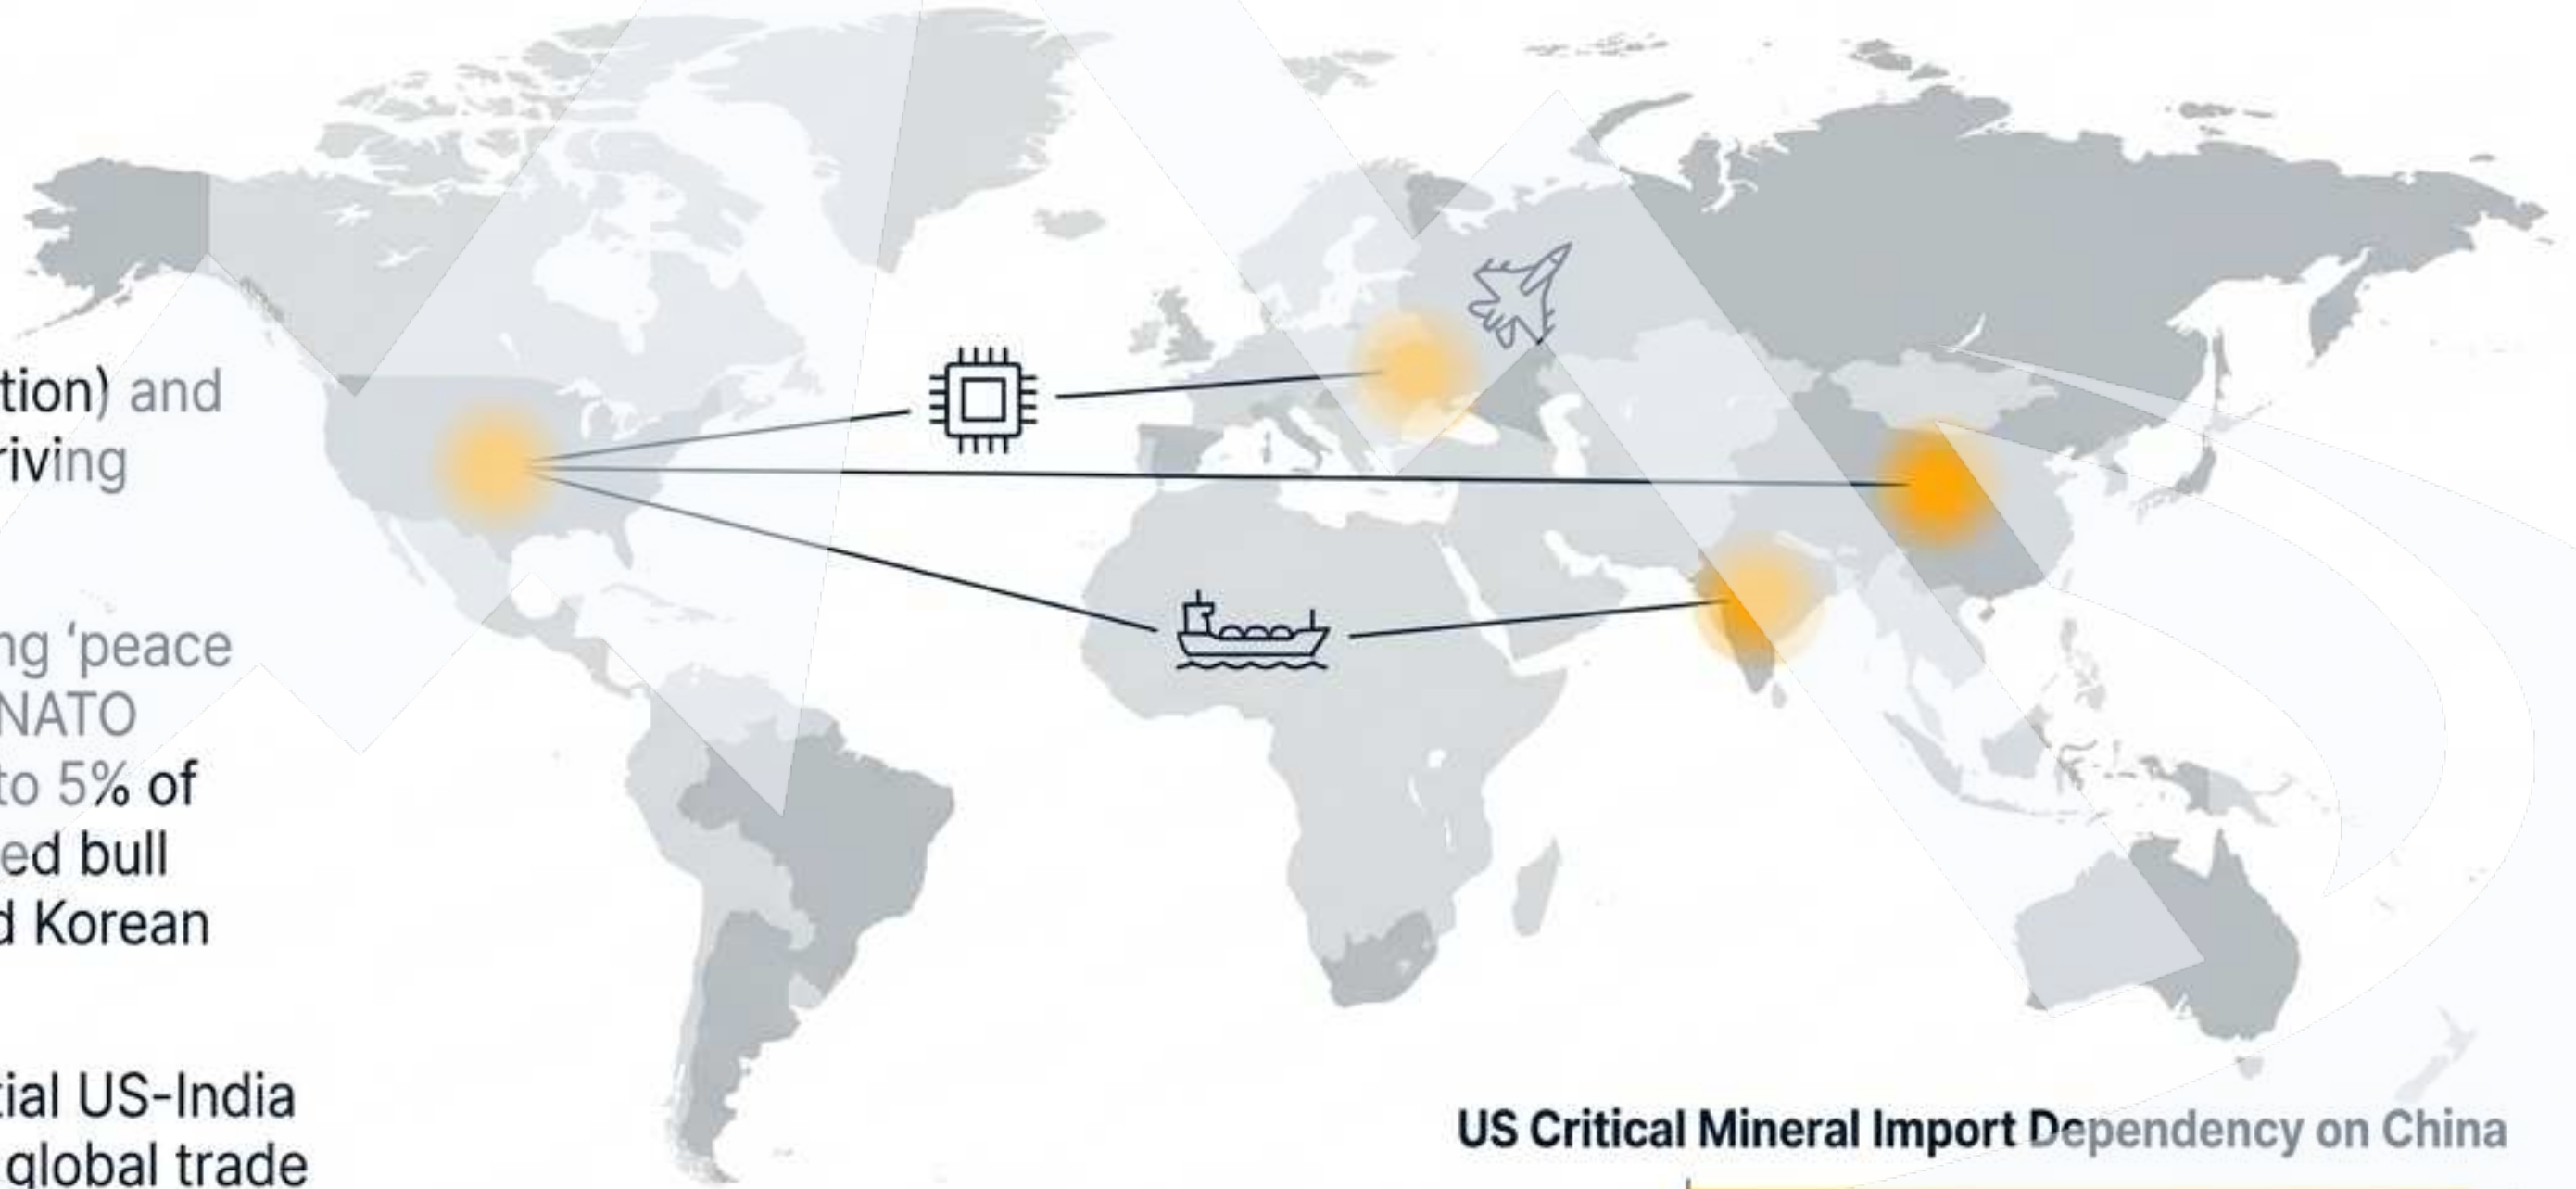 tion) and
riving
ng ‘peace
NATO
to 5% of
ed bull
d Korean
tial US-India
global trade
US Critical Mineral Import Dependency on China